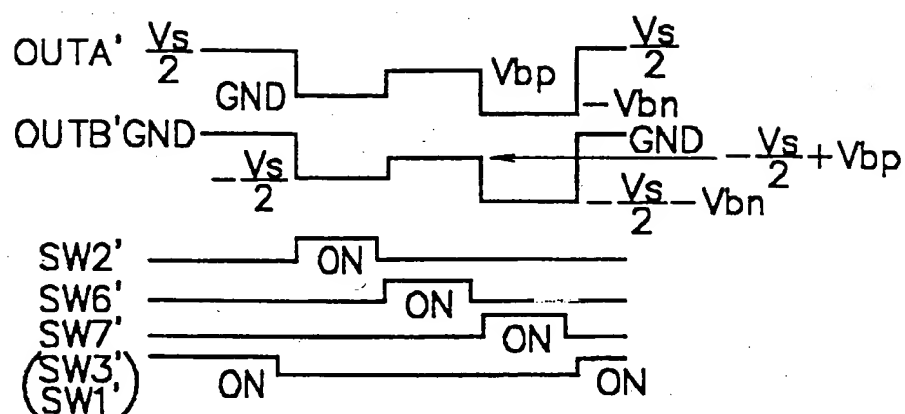 OUTA' Vs/2 Vs/2
Vbp
GND -Vbn
OUTB' GND GND
-Vs/2 -Vs/2+Vbp
-Vs/2-Vbn
SW2' ON
SW6' ON
SW7' ON
(SW3' SW1') ON ON